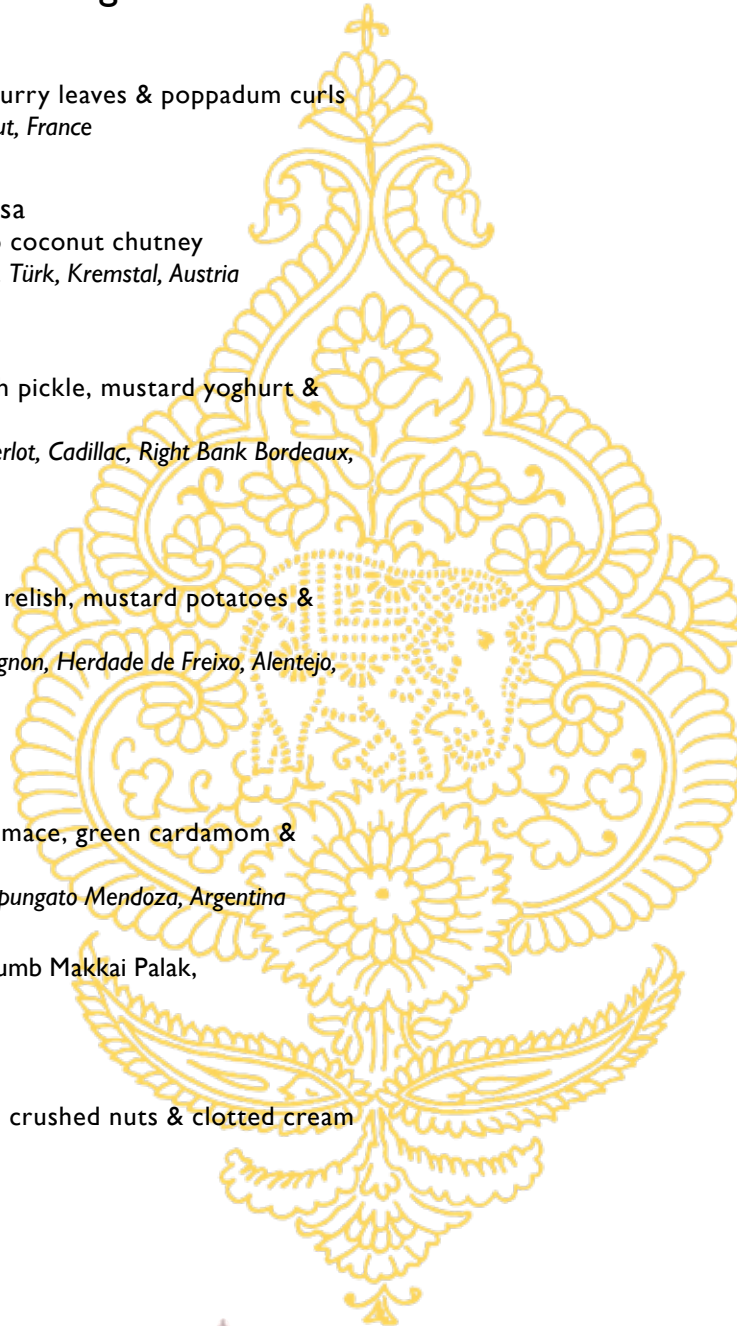 g
urry leaves & poppadum curls
ut, France
sa
coconut chutney
Türk, Kremstal, Austria
n pickle, mustard yoghurt &
erlot, Cadillac, Right Bank Bordeaux,
relish, mustard potatoes &
gnon, Herdade de Freixo, Alentejo,
mace, green cardamom &
pungato Mendoza, Argentina
umb Makkai Palak,
crushed nuts & clotted cream